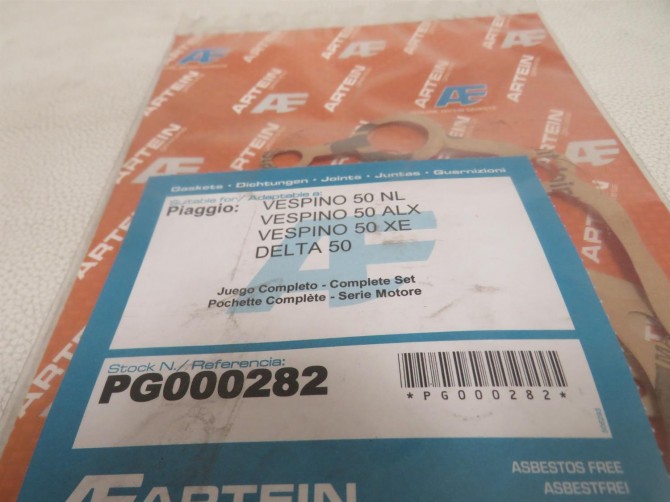 ARTEIN
Gaskets • Dichtungen • Joints • Juntas • Guarnizioni
Suitable for/ Adaptable a:
Piaggio: VESPINO 50 NL
VESPINO 50 ALX
VESPINO 50 XE
DELTA 50
Juego Completo - Complete Set
Pochette Complète - Serie Motore
Stock N./ Referencia:
PG000282
*PG000282*
ARTEIN
ASBESTOS FREE
ASBESTFREI